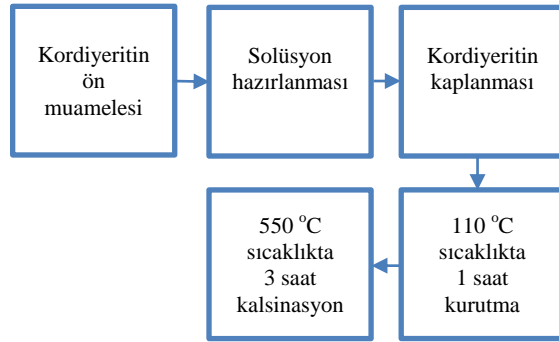 Kordiyeritin
ön
muamelesi
Solüsyon
hazırlanması
Kordiyeritin
kaplanması
110 °C
sıcaklıkta
1 saat
kurutma
550 °C
sıcaklıkta
3 saat
kalsinasyon